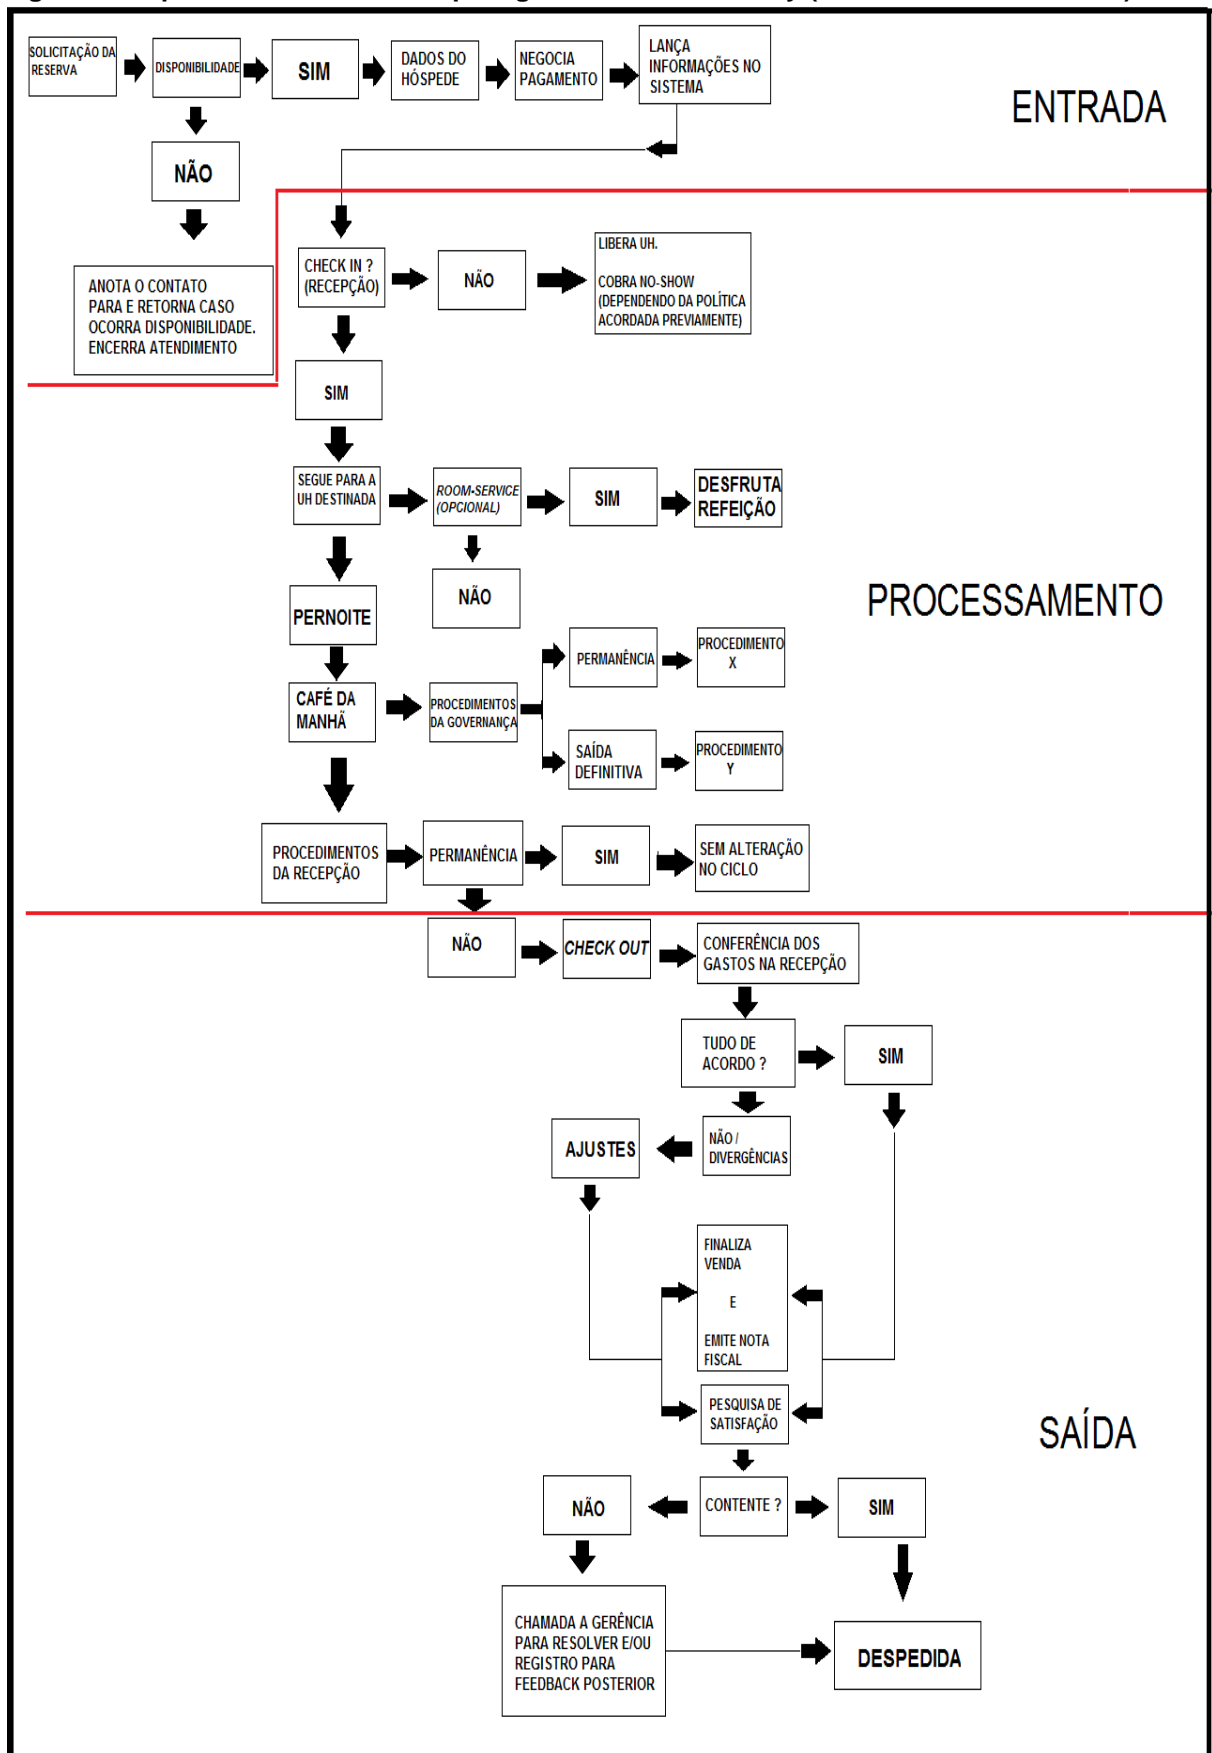 SOLICITAÇÃO DA
RESERVA
DISPONIBILIDADE
SIM
DADOS DO
HÓSPEDE
NEGOCIA
PAGAMENTO
LANÇA
INFORMAÇÕES NO
SISTEMA
ENTRADA
NÃO
ANOTA O CONTATO
PARA E RETORNA CASO
OCORRA DISPONIBILIDADE.
ENCERRA ATENDIMENTO
CHECK IN ?
(RECEPÇÃO)
NÃO
LIBERA UH.
COBRA NO-SHOW
(DEPENDENDO DA POLÍTICA
ACORDADA PREVIAMENTE)
SIM
SEGUE PARA A
UH DESTINADA
ROOM-SERVICE
(OPCIONAL)
SIM
DESFRUTA
REFEIÇÃO
NÃO
PROCESSAMENTO
PERNOITE
CAFÉ DA
MANHÃ
PROCEDIMENTOS
DA GOVERNANÇA
PERMANÊNCIA
PROCEDIMENTO
X
SAÍDA
DEFINITIVA
PROCEDIMENTO
Y
PROCEDIMENTOS
DA RECEPÇÃO
PERMANÊNCIA
SIM
SEM ALTERAÇÃO
NO CICLO
NÃO
CHECK OUT
CONFERÊNCIA DOS
GASTOS NA RECEPÇÃO
TUDO DE
ACORDO ?
SIM
NÃO /
DIVERGÊNCIAS
AJUSTES
FINALIZA
VENDA
E
EMITE NOTA
FISCAL
PESQUISA DE
SATISFAÇÃO
SAÍDA
CONTENTE ?
NÃO
SIM
CHAMADA A GERÊNCIA
PARA RESOLVER E/OU
REGISTRO PARA
FEEDBACK POSTERIOR
DESPEDIDA